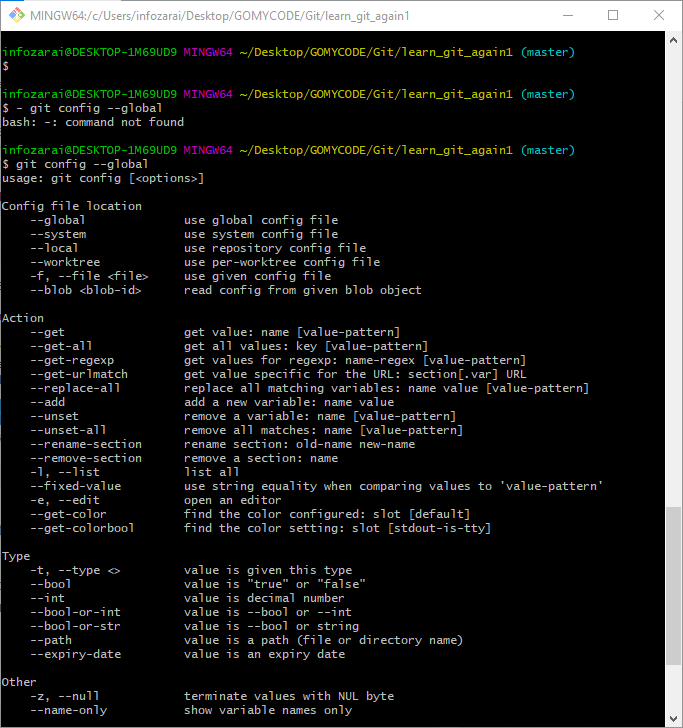 MINGW64:/c/Users/infozarai/Desktop/GOMYCODE/Git/learn_git_again1
infozarai@DESKTOP-1M69UD9 MINGW64 ~/Desktop/GOMYCODE/Git/learn_git_again1 (master)
$
infozarai@DESKTOP-1M69UD9 MINGW64 ~/Desktop/GOMYCODE/Git/learn_git_again1 (master)
$ - git config --global
bash: -: command not found
infozarai@DESKTOP-1M69UD9 MINGW64 ~/Desktop/GOMYCODE/Git/learn_git_again1 (master)
$ git config --global
usage: git config [<options>]
Config file location
    --global              use global config file
    --system              use system config file
    --local               use repository config file
    --worktree            use per-worktree config file
    -f, --file <file>     use given config file
    --blob <blob-id>      read config from given blob object
Action
    --get                 get value: name [value-pattern]
    --get-all             get all values: key [value-pattern]
    --get-regexp          get values for regexp: name-regex [value-pattern]
    --get-urlmatch        get value specific for the URL: section[.var] URL
    --replace-all         replace all matching variables: name value [value-pattern]
    --add                 add a new variable: name value
    --unset               remove a variable: name [value-pattern]
    --unset-all           remove all matches: name [value-pattern]
    --rename-section      rename section: old-name new-name
    --remove-section      remove a section: name
    -l, --list            list all
    --fixed-value         use string equality when comparing values to 'value-pattern'
    -e, --edit            open an editor
    --get-color           find the color configured: slot [default]
    --get-colorbool       find the color setting: slot [stdout-is-tty]
Type
    -t, --type <>         value is given this type
    --bool                value is "true" or "false"
    --int                 value is decimal number
    --bool-or-int         value is --bool or --int
    --bool-or-str         value is --bool or string
    --path                value is a path (file or directory name)
    --expiry-date         value is an expiry date
Other
    -z, --null            terminate values with NUL byte
    --name-only           show variable names only